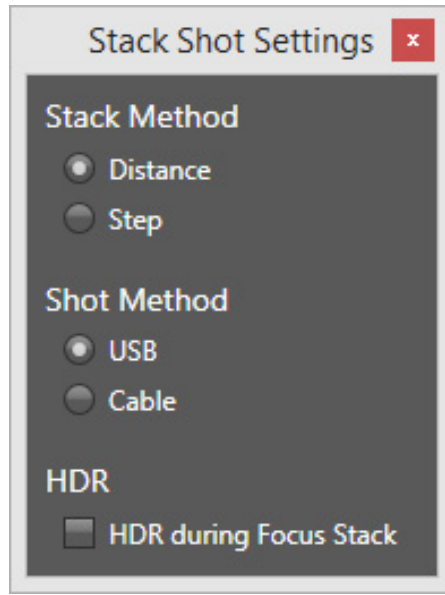 Stack Shot Settings x
Stack Method
Distance
Step
Shot Method
USB
Cable
HDR
HDR during Focus Stack